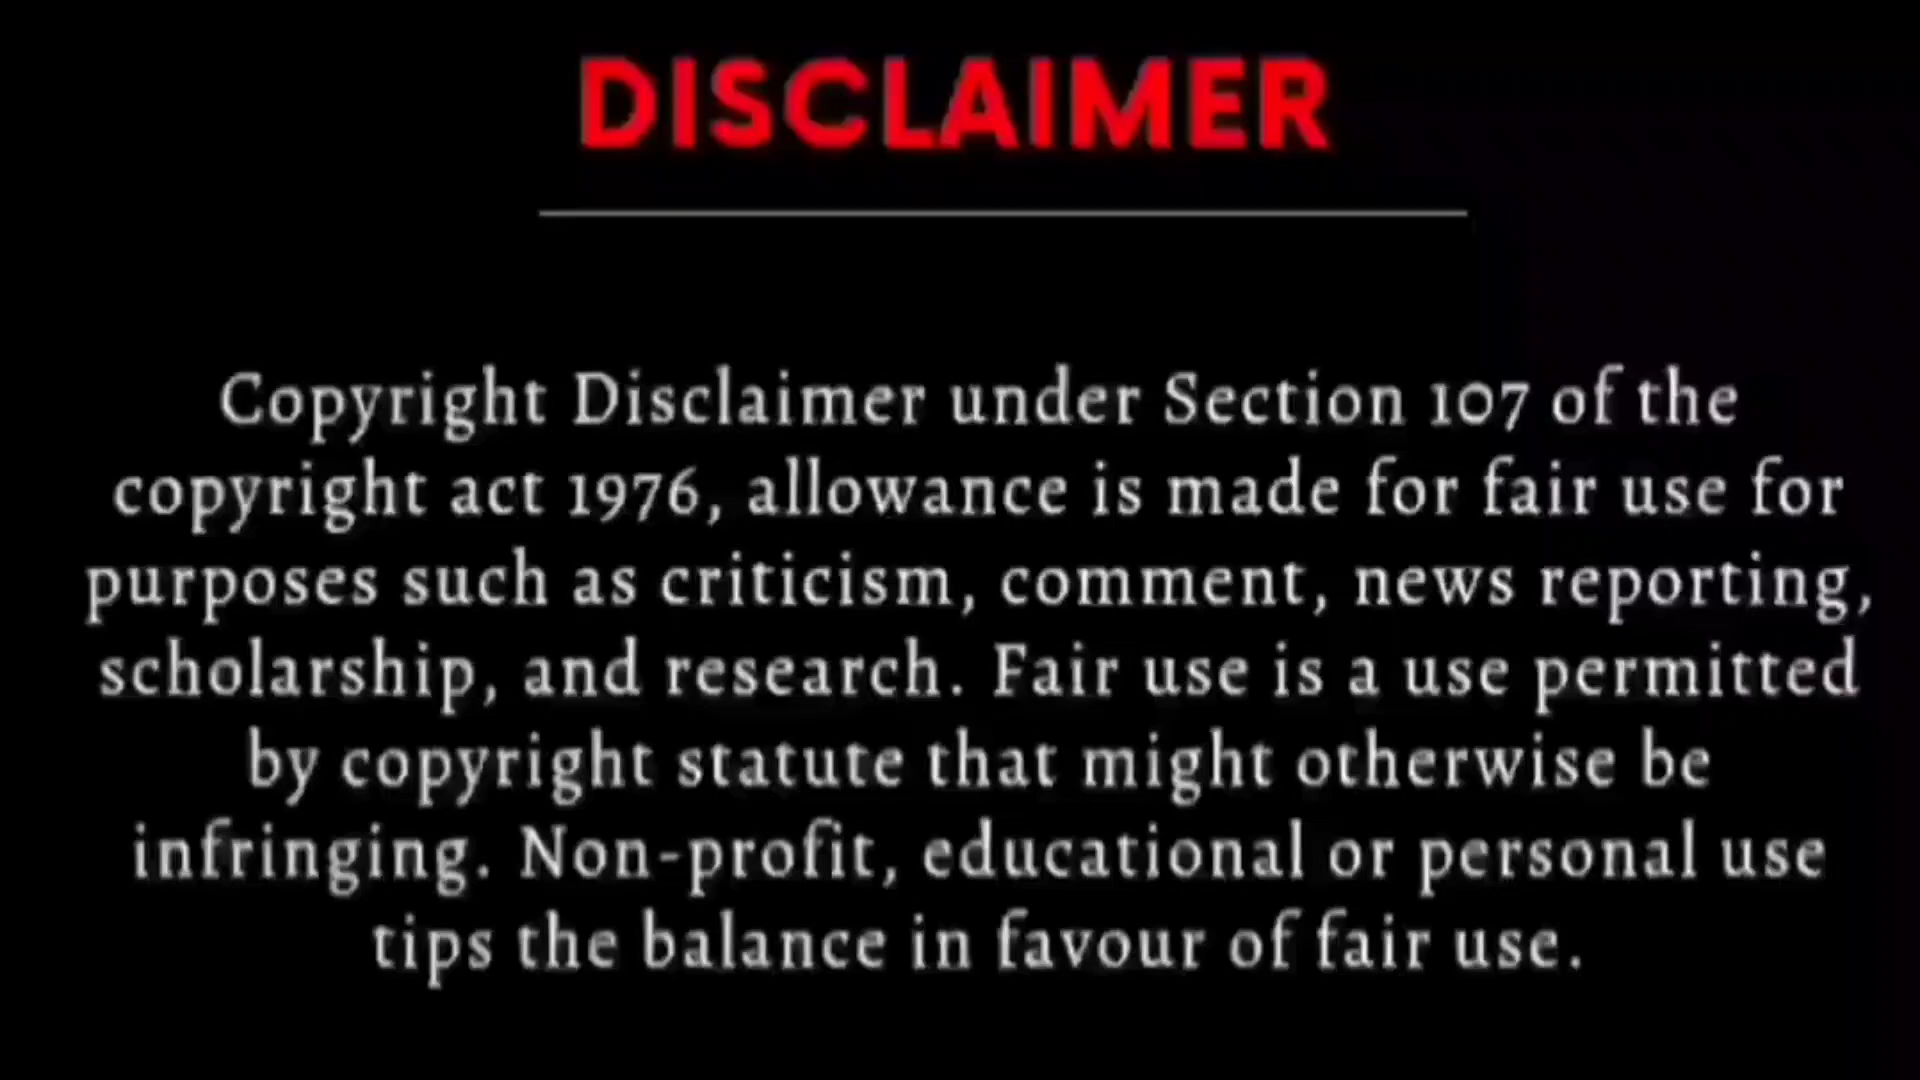 DISCLAIMER
Copyright Disclaimer under Section 107 of the
copyright act 1976, allowance is made for fair use for
purposes such as criticism, comment, news reporting,
scholarship, and research. Fair use is a use permitted
by copyright statute that might otherwise be
infringing. Non-profit, educational or personal use
tips the balance in favour of fair use.